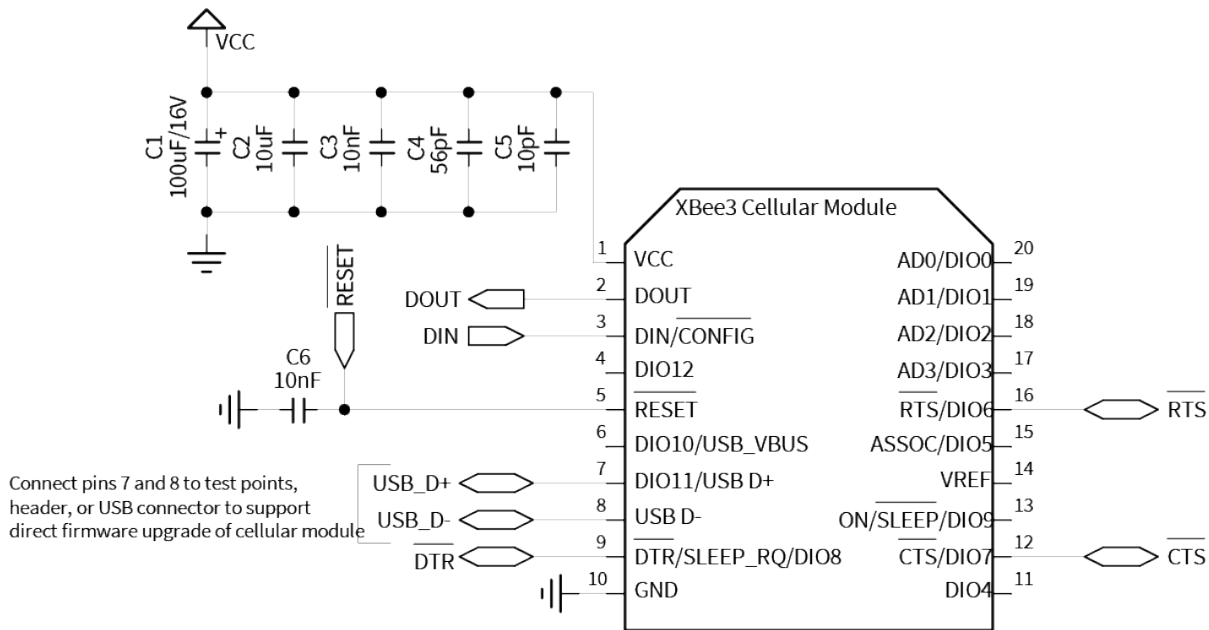 VCC
C1
100uF/16V
+
C2
10uF
C3
10nF
C4
56pF
C5
10pF
XBee3 Cellular Module
1
VCC
AD0/DIO0
20
RESET
DOUT
2
DOUT
AD1/DIO1
19
DIN
3
DIN/CONFIG
AD2/DIO2
18
4
DIO12
AD3/DIO3
17
C6
10nF
5
RESET
RTS/DIO6
16
RTS
6
DIO10/USB_VBUS
ASSOC/DIO5
15
Connect pins 7 and 8 to test points,
header, or USB connector to support
direct firmware upgrade of cellular module
USB_D+
7
DIO11/USB D+
VREF
14
USB_D-
8
USB D-
ON/SLEEP/DIO9
13
DTR
9
DTR/SLEEP_RQ/DIO8
CTS/DIO7
12
CTS
10
GND
DIO4
11